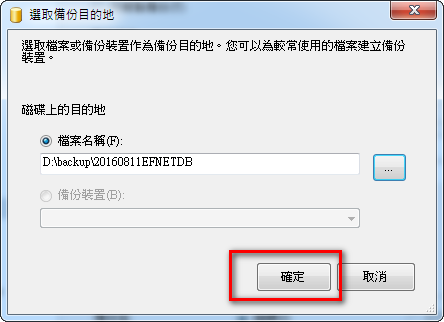 選取備份目的地
選取檔案或備份裝置作為備份目的地。您可以為較常使用的檔案建立備份
裝置。
磁碟上的目的地
檔案名稱(F):
D:\backup\20160811EFNETDB
...
備份裝置(B):
確定
取消